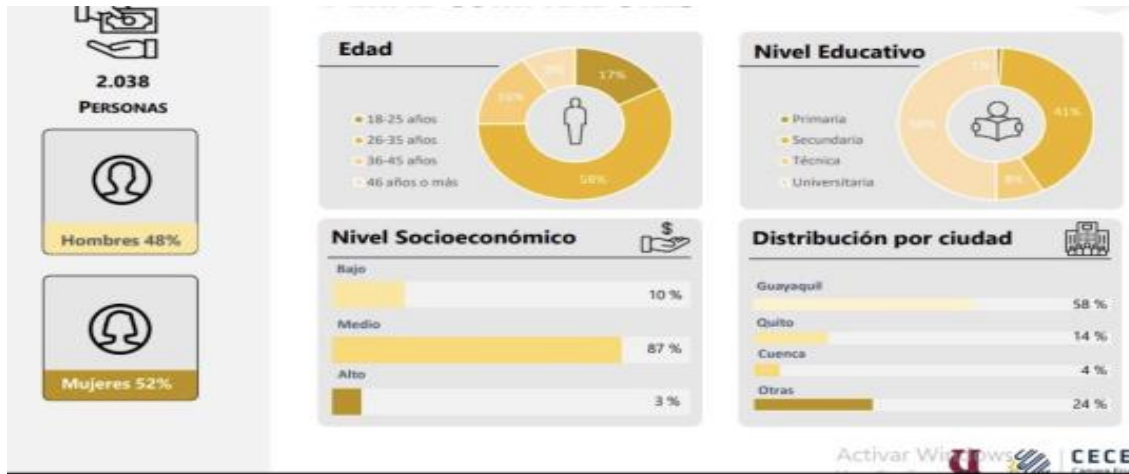 2.038
PERSONAS
Hombres 48%
Mujeres 52%
Edad
17%
58%
18-25 años
26-35 años
36-45 años
46 años o más
Nivel Educativo
41%
8%
Primaria
Secundaria
Técnica
Universitaria
Nivel Socioeconómico
$
Bajo
10 %
Medio
87 %
Alto
3 %
Distribución por ciudad
Guayaquil
58 %
Quito
14 %
Cuenca
4 %
Otras
24 %
Activar Windows
CECE